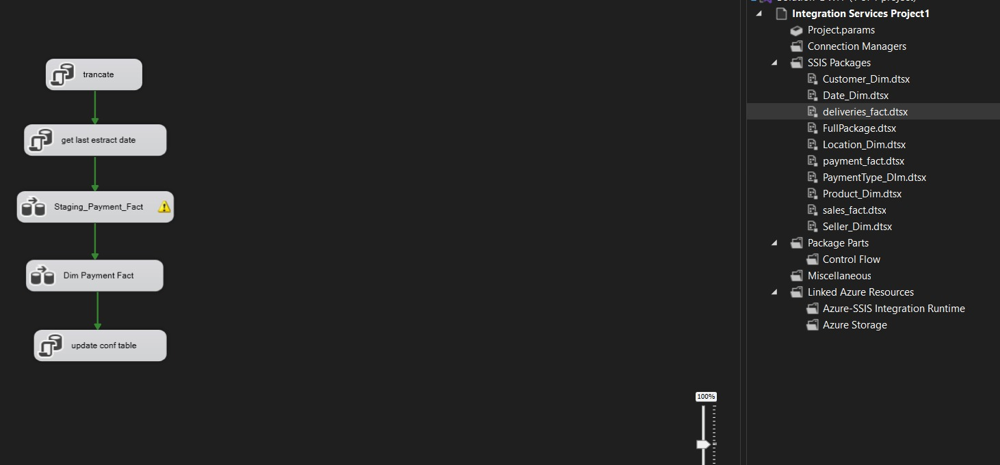 trancate
get last estract date
Staging_Payment_Fact
Dim Payment Fact
update conf table
100%
Integration Services Project1
Project.params
Connection Managers
SSIS Packages
Customer_Dim.dtsx
Date_Dim.dtsx
deliveries_fact.dtsx
FullPackage.dtsx
Location_Dim.dtsx
payment_fact.dtsx
PaymentType_DIm.dtsx
Product_Dim.dtsx
sales_fact.dtsx
Seller_Dim.dtsx
Package Parts
Control Flow
Miscellaneous
Linked Azure Resources
Azure-SSIS Integration Runtime
Azure Storage